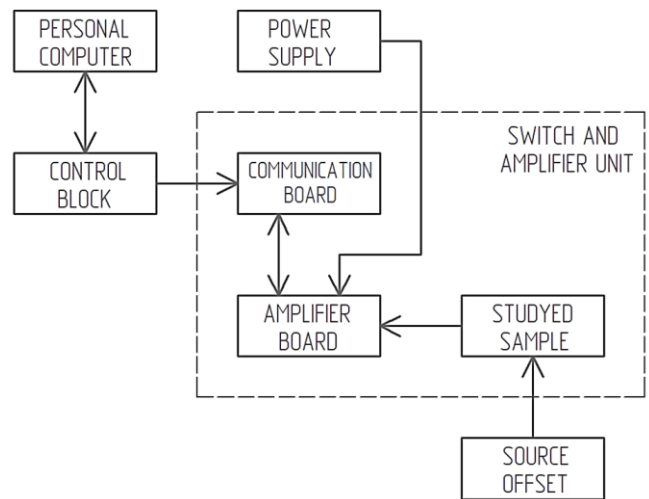 PERSONAL
COMPUTER
POWER
SUPPLY
SWITCH AND
AMPLIFIER UNIT
CONTROL
BLOCK
COMMUNICATION
BOARD
AMPLIFIER
BOARD
STUDYED
SAMPLE
SOURCE
OFFSET